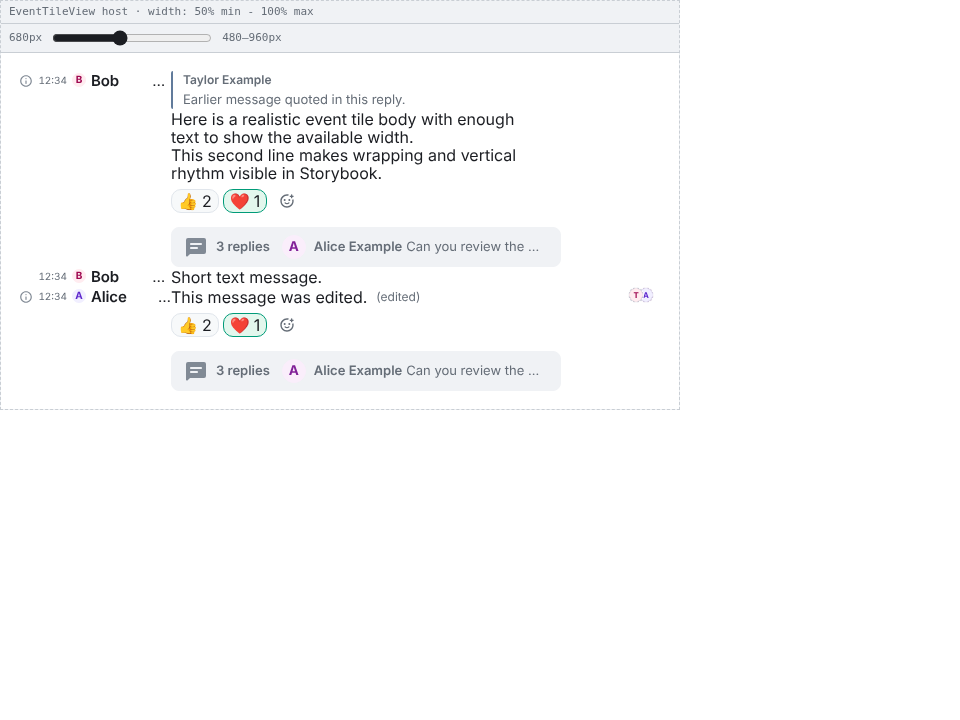 EventTileView host · width: 50% min - 100% max
680px 480–960px
12:34 B Bob ... Taylor Example
Earlier message quoted in this reply.
Here is a realistic event tile body with enough
text to show the available width.
This second line makes wrapping and vertical
rhythm visible in Storybook.
👍 2 ❤️ 1
3 replies A Alice Example Can you review the ...
12:34 B Bob ... Short text message.
12:34 A Alice ... This message was edited. (edited) T A
👍 2 ❤️ 1
3 replies A Alice Example Can you review the ...